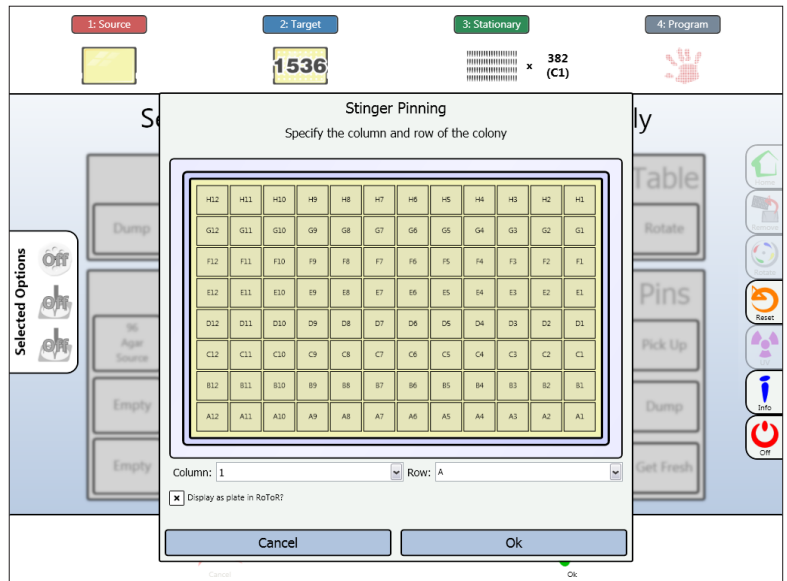 1: Source
2: Target
3: Stationary
4: Program
1536
x 382
(C1)
Se
ly
Stinger Pinning
Specify the column and row of the colony
H12 H11 H10 H9 H8 H7 H6 H5 H4 H3 H2 H1
G12 G11 G10 G9 G8 G7 G6 G5 G4 G3 G2 G1
F12 F11 F10 F9 F8 F7 F6 F5 F4 F3 F2 F1
E12 E11 E10 E9 E8 E7 E6 E5 E4 E3 E2 E1
D12 D11 D10 D9 D8 D7 D6 D5 D4 D3 D2 D1
C12 C11 C10 C9 C8 C7 C6 C5 C4 C3 C2 C1
B12 B11 B10 B9 B8 B7 B6 B5 B4 B3 B2 B1
A12 A11 A10 A9 A8 A7 A6 A5 A4 A3 A2 A1
Column: 1 Row: A
x Display as plate in RoToR?
Cancel
Ok
Selected Options
Off
Off
Off
Dump
96
Agar
Source
Empty
Empty
Table
Rotate
Pins
Pick Up
Dump
Get Fresh
Home
Remove
Rotate
Reset
Info
Off
Cancel
Ok